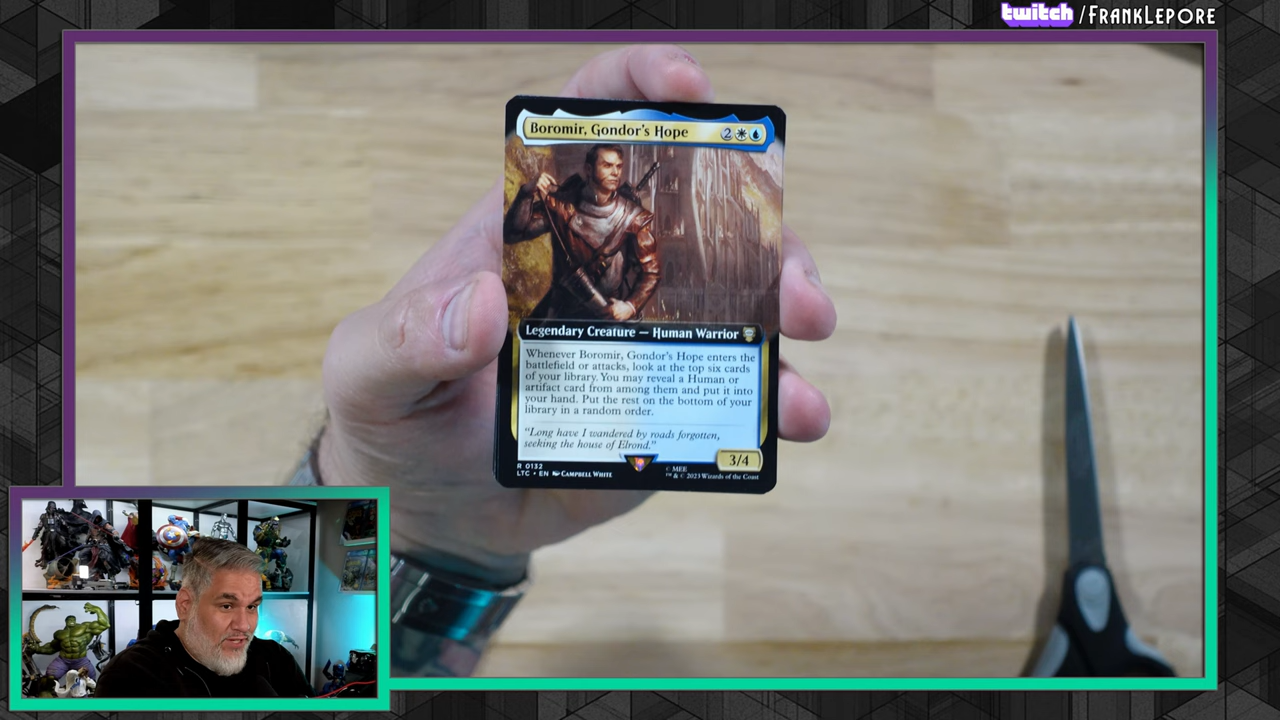 twitch /FRANKLEPORE
Boromir, Gondor's Hope 2
Legendary Creature — Human Warrior
Whenever Boromir, Gondor's Hope enters the
battlefield or attacks, look at the top six cards
of your library. You may reveal a Human or
artifact card from among them and put it into
your hand. Put the rest on the bottom of your
library in a random order.
"Long have I wandered by roads forgotten,
seeking the house of Elrond."
3/4
R 0132
LTC • EN CAMPBELL WHITE
© MEE
™ & © 2023 Wizards of the Coast